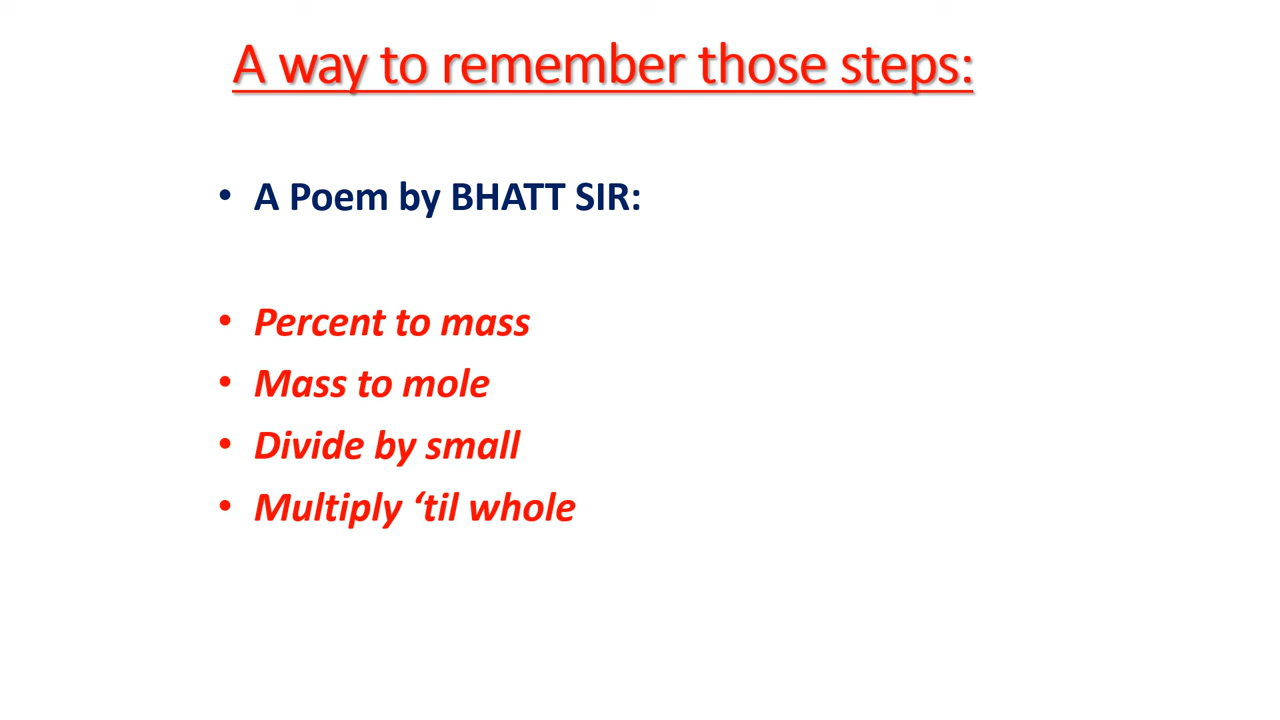 A way to remember those steps:
• A Poem by BHATT SIR:
• Percent to mass
• Mass to mole
• Divide by small
• Multiply ‘til whole